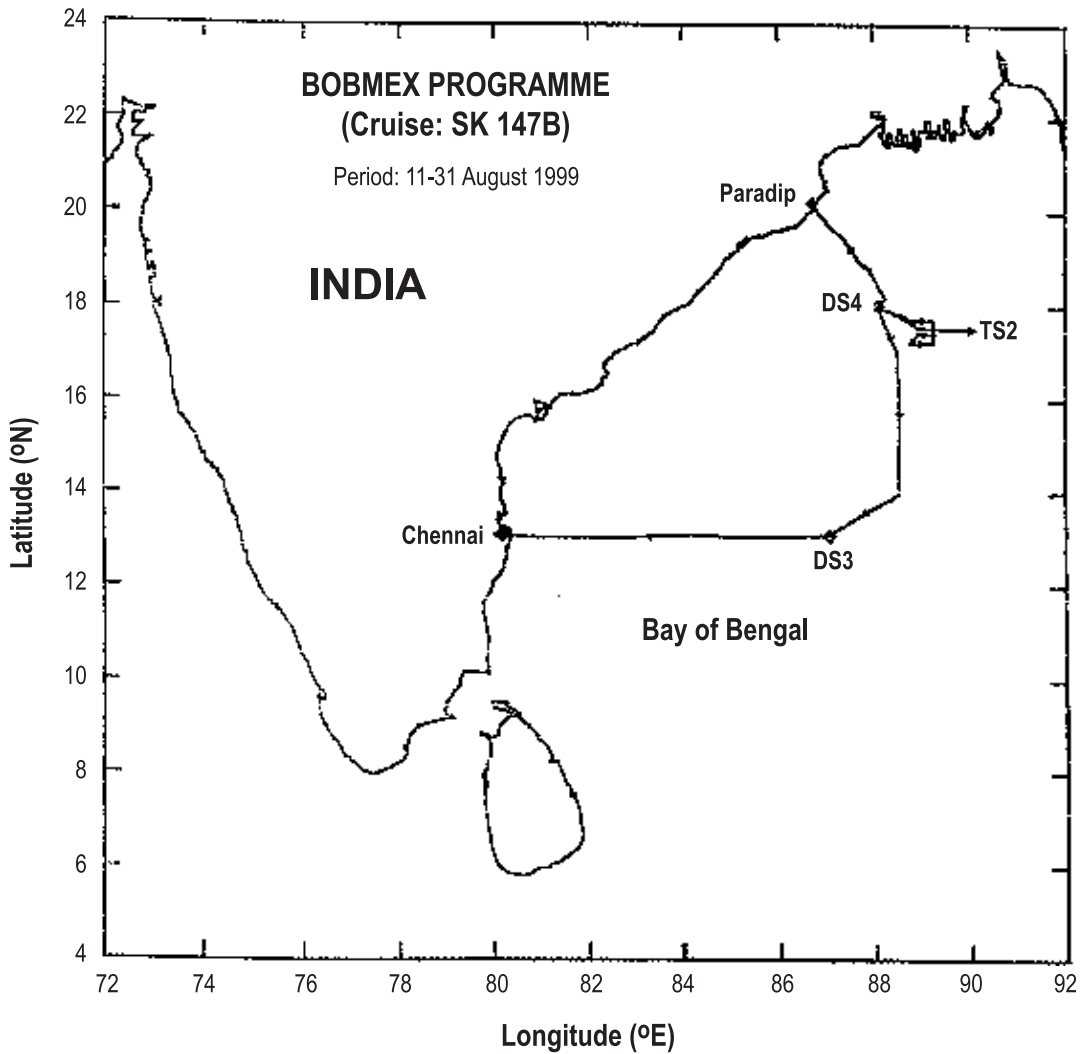 BOBMEX PROGRAMME
(Cruise: SK 147B)
Period: 11-31 August 1999
INDIA
Paradip
DS4
TS2
Chennai
DS3
Bay of Bengal
Latitude (ºN)
24
22
20
18
16
14
12
10
8
6
4
72
74
76
78
80
82
84
86
88
90
92
Longitude (ºE)